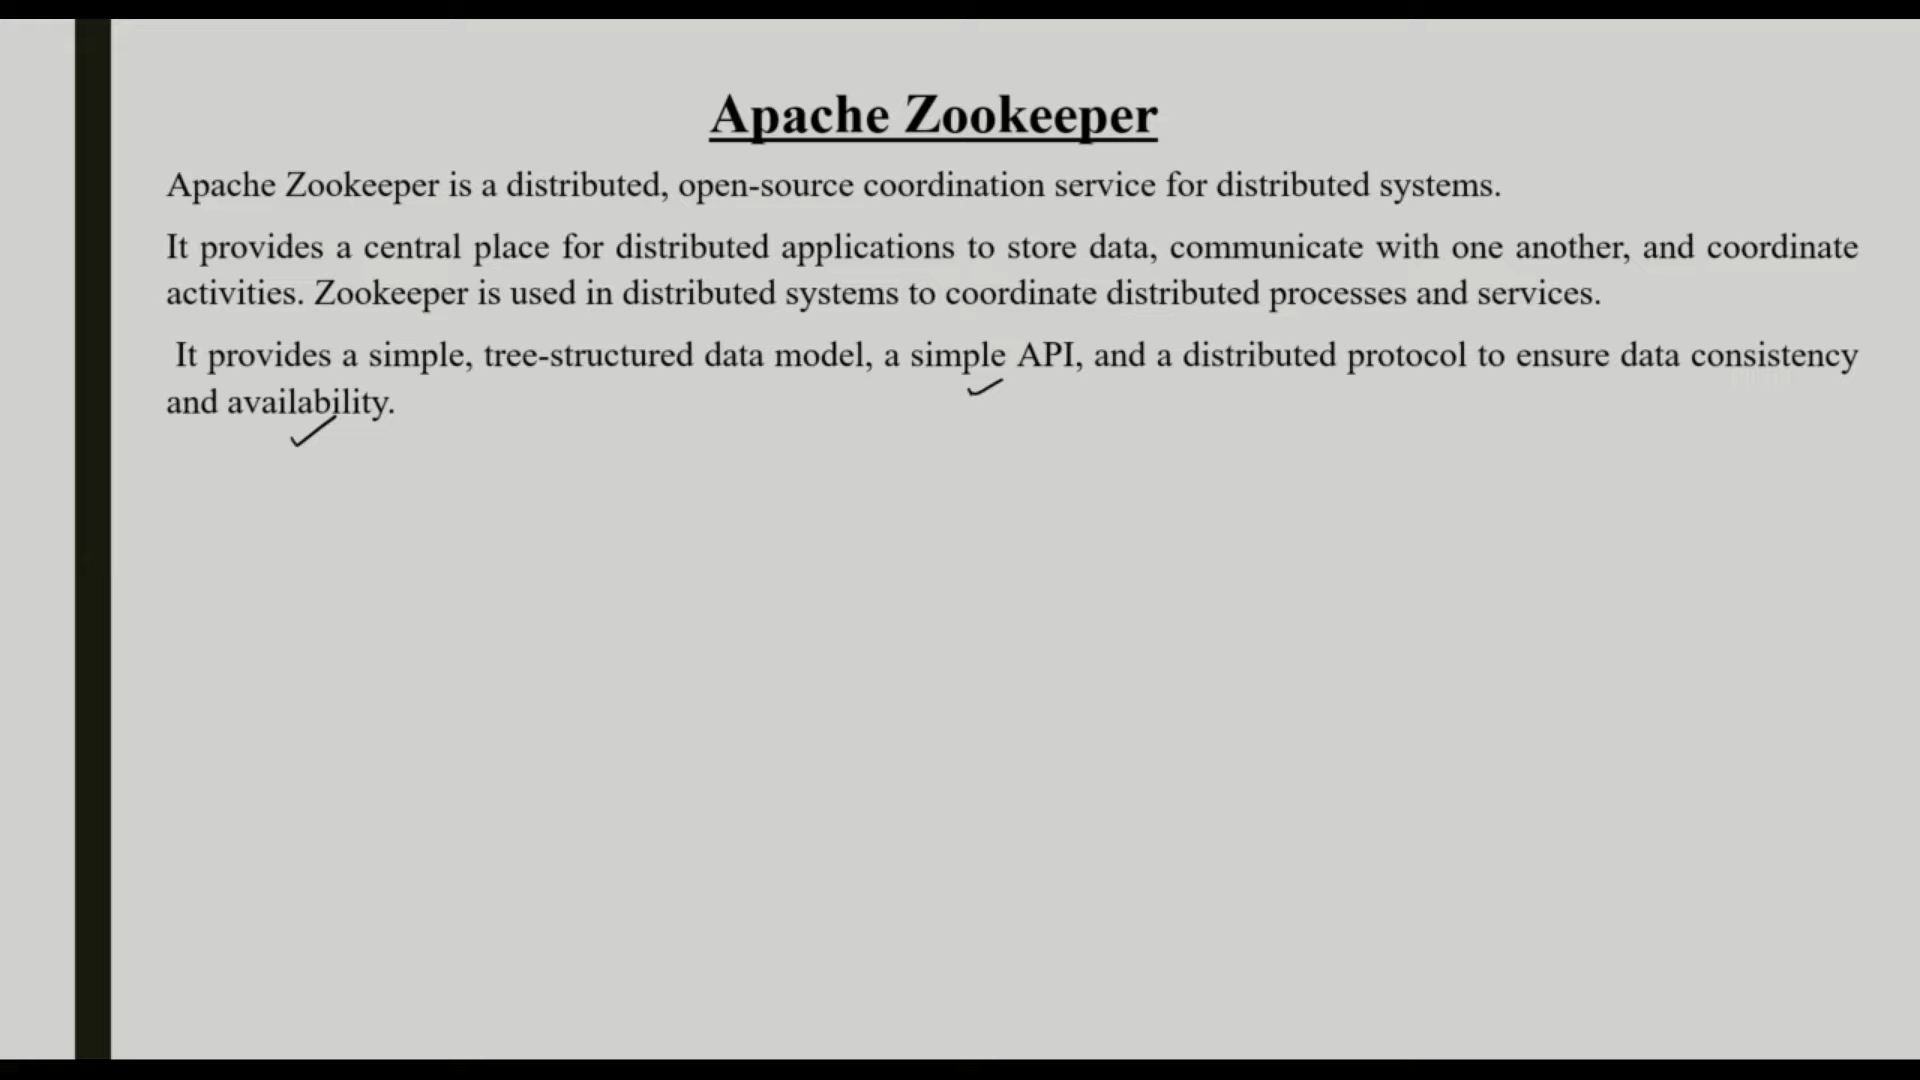 Apache Zookeeper
Apache Zookeeper is a distributed, open-source coordination service for distributed systems.
It provides a central place for distributed applications to store data, communicate with one another, and coordinate
activities. Zookeeper is used in distributed systems to coordinate distributed processes and services.
It provides a simple, tree-structured data model, a simple API, and a distributed protocol to ensure data consistency
and availability.